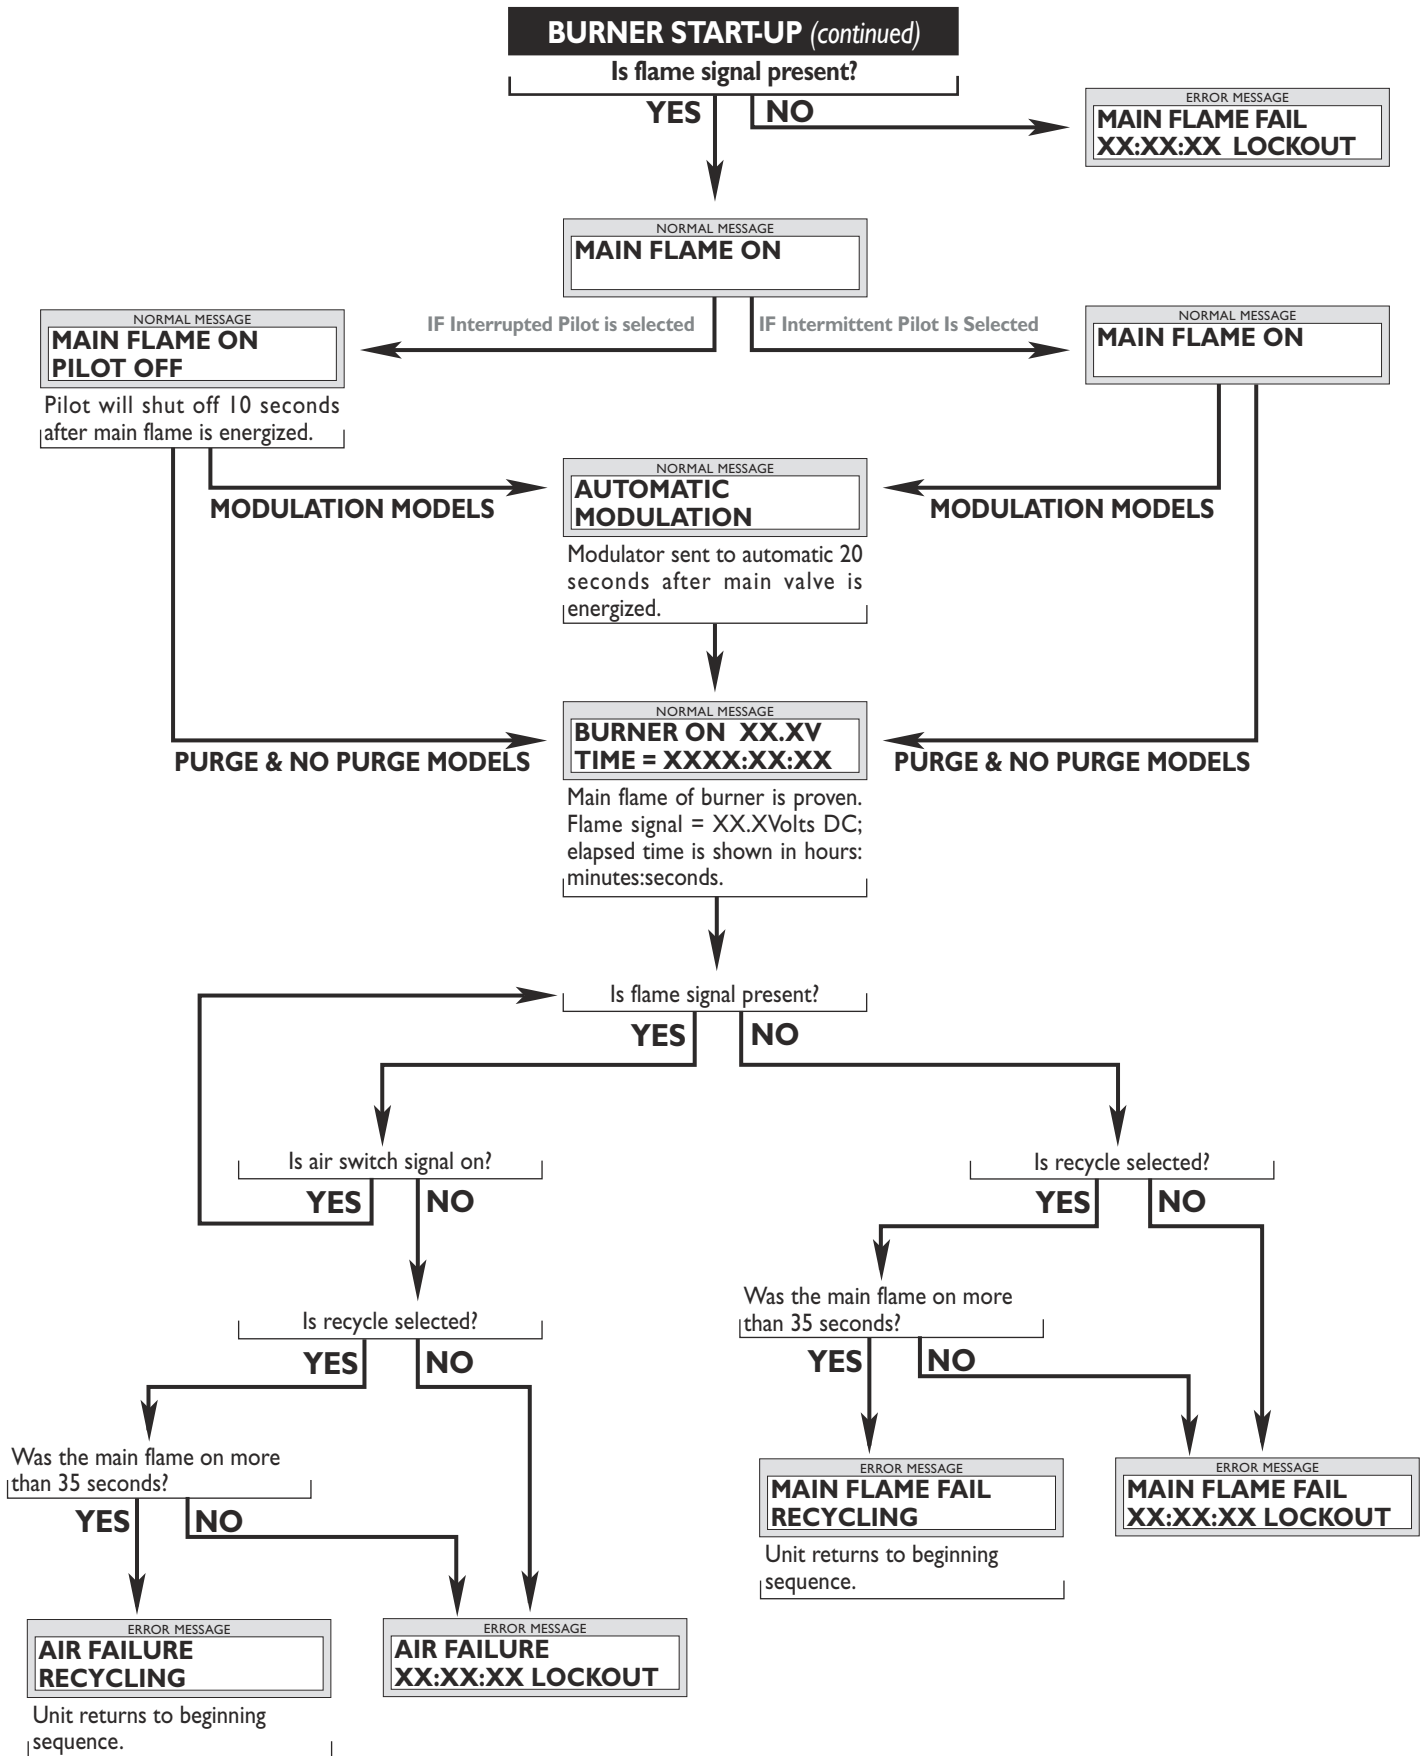 BURNER START-UP (continued)
Is flame signal present?
YES
NO
ERROR MESSAGE
MAIN FLAME FAIL
XX:XX:XX LOCKOUT
NORMAL MESSAGE
MAIN FLAME ON
IF Interrupted Pilot is selected
IF Intermittent Pilot Is Selected
NORMAL MESSAGE
MAIN FLAME ON
PILOT OFF
Pilot will shut off 10 seconds
after main flame is energized.
NORMAL MESSAGE
MAIN FLAME ON
MODULATION MODELS
NORMAL MESSAGE
AUTOMATIC
MODULATION
Modulator sent to automatic 20
seconds after main valve is
energized.
MODULATION MODELS
PURGE & NO PURGE MODELS
NORMAL MESSAGE
BURNER ON XX.XV
TIME = XXXX:XX:XX
Main flame of burner is proven.
Flame signal = XX.XVolts DC;
elapsed time is shown in hours:
minutes:seconds.
PURGE & NO PURGE MODELS
Is flame signal present?
YES
NO
Is air switch signal on?
YES
NO
Is recycle selected?
YES
NO
Was the main flame on more
than 35 seconds?
YES
NO
ERROR MESSAGE
AIR FAILURE
RECYCLING
Unit returns to beginning
sequence.
ERROR MESSAGE
AIR FAILURE
XX:XX:XX LOCKOUT
Is recycle selected?
YES
NO
Was the main flame on more
than 35 seconds?
YES
NO
ERROR MESSAGE
MAIN FLAME FAIL
RECYCLING
Unit returns to beginning
sequence.
ERROR MESSAGE
MAIN FLAME FAIL
XX:XX:XX LOCKOUT